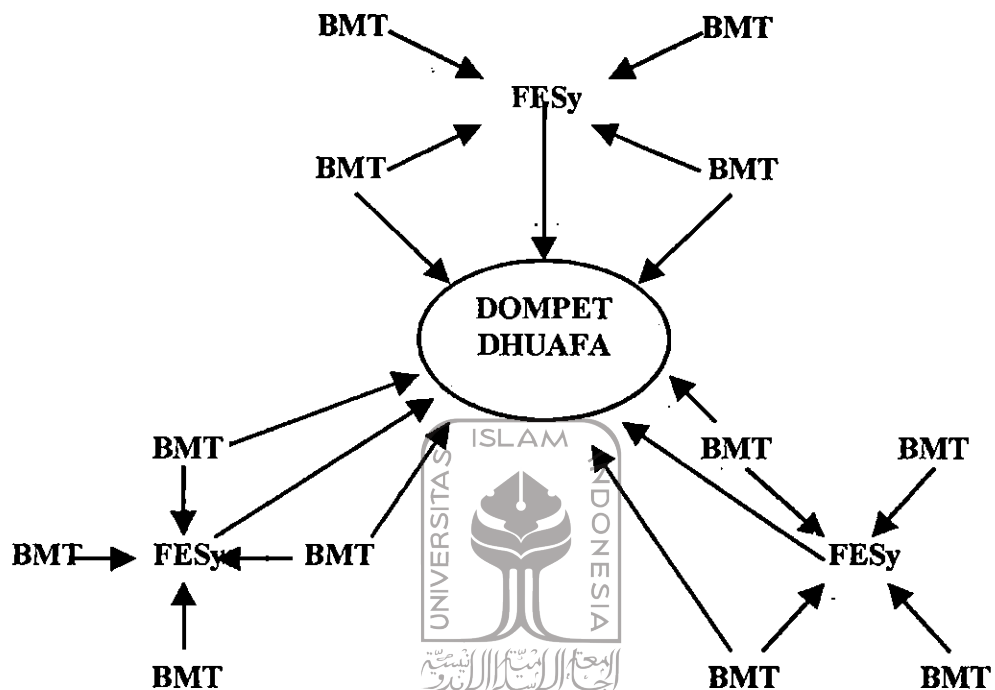 BMT BMT
FESy
BMT BMT
DOMPET
DHUAFA
BMT BMT BMT
BMT FESy BMT FESy
BMT BMT BMT
UNIVERSITAS
ISLAM
INDONESIA